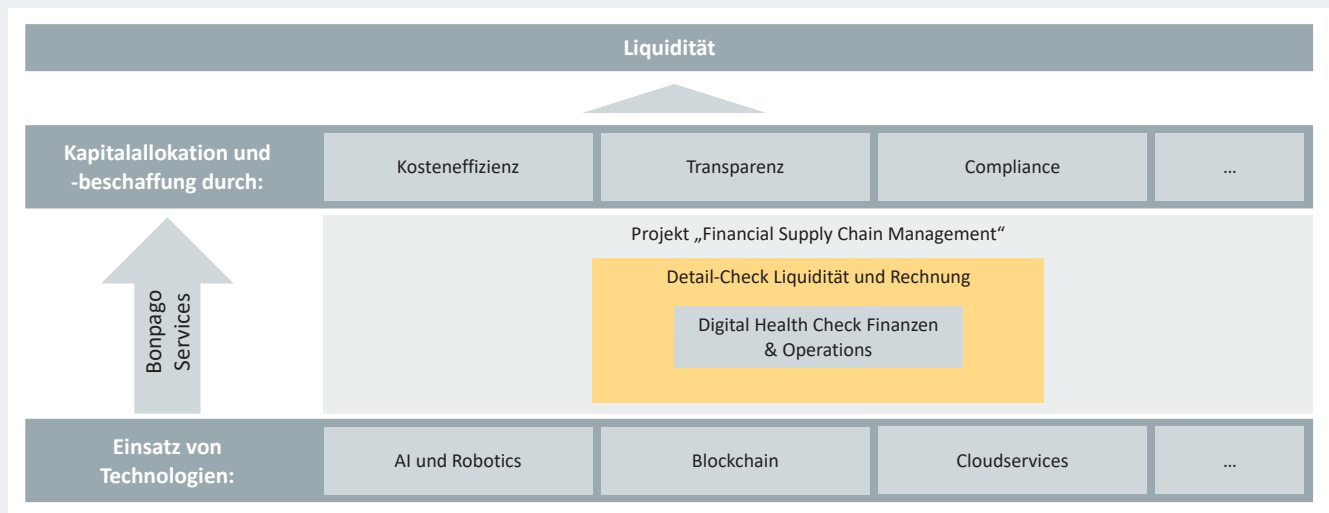 Liquidität
Kapitalallokation und
-beschaffung durch:
Kosteneffizienz
Transparenz
Compliance
...
Projekt „Financial Supply Chain Management“
Detail-Check Liquidität und Rechnung
Digital Health Check Finanzen
& Operations
Bonpago
Services
Einsatz von
Technologien:
AI und Robotics
Blockchain
Cloudservices
...